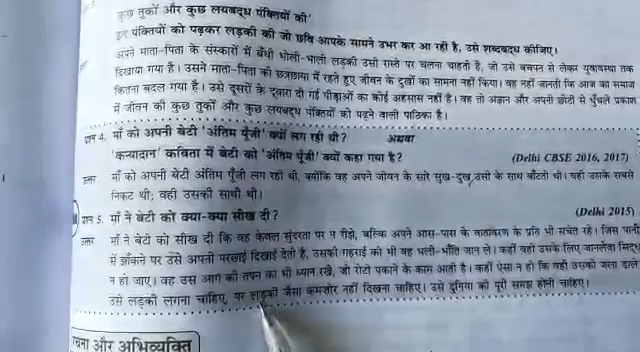 कुछ तुकों और कुछ लयबद्ध पंक्तियों की'
इन पंक्तियों को पढ़कर लड़की की जो छवि आपके सामने उभर कर आ रही है, उसे शब्दबद्ध कीजिए।
अपने माता-पिता के संस्कारों में बँधी भोली-भाली लड़की उसी रास्ते पर चलना चाहती है, जो उसे बचपन से लेकर युवावस्था तक
दिखाया गया है। उसने माता-पिता की छत्रछाया में रहते हुए जीवन के दुखों का सामना नहीं किया। वह नहीं जानती कि आज का समाज
कितना बदल गया है। उसे दूसरों के द्वारा दी गई पीड़ाओं का कोई अहसास नहीं है। वह तो अज्ञान और अपनी छोटी से धुँधले प्रकाश
में जीवन की कुछ तुकों और कुछ लयबद्ध पंक्तियों को पढ़ने वाली पाठिका है।
प्रश्न 4. माँ को अपनी बेटी 'अंतिम पूँजी' क्यों लग रही थी? अथवा
'कन्यादान' कविता में बेटी को 'अंतिम पूँजी' क्यों कहा गया है? (Delhi CBSE 2016, 2017)
उत्तर माँ को अपनी बेटी अंतिम पूँजी लग रही थी, क्योंकि वह अपने जीवन के सारे सुख-दुख उसी के साथ बाँटती थी। वही उसके सबसे
निकट थी; वही उसकी साथी थी।
प्रश्न 5. माँ ने बेटी को क्या-क्या सीख दी? (Delhi 2015)
उत्तर माँ ने बेटी को सीख दी कि वह केवल सुंदरता पर न रीझे, बल्कि अपने आस-पास के वातावरण के प्रति भी सचेत रहे। जिस पानी
में झाँकने पर उसे अपनी परछाई दिखाई देती है, उसकी गहराई को भी वह भली-भाँति जान ले। कहीं वही उसके लिए जानलेवा सिद्ध
न हो जाए। वह उस आग की तपन का भी ध्यान रखे, जो रोटी पकाने के काम आती है। कहीं ऐसा न हो कि वही उसको जला डाले
उसे लड़की लगना चाहिए, पर लड़की जैसा कमज़ोर नहीं दिखना चाहिए। उसे दुनिया की पूरी समझ होनी चाहिए।
रचना और अभिव्यक्ति